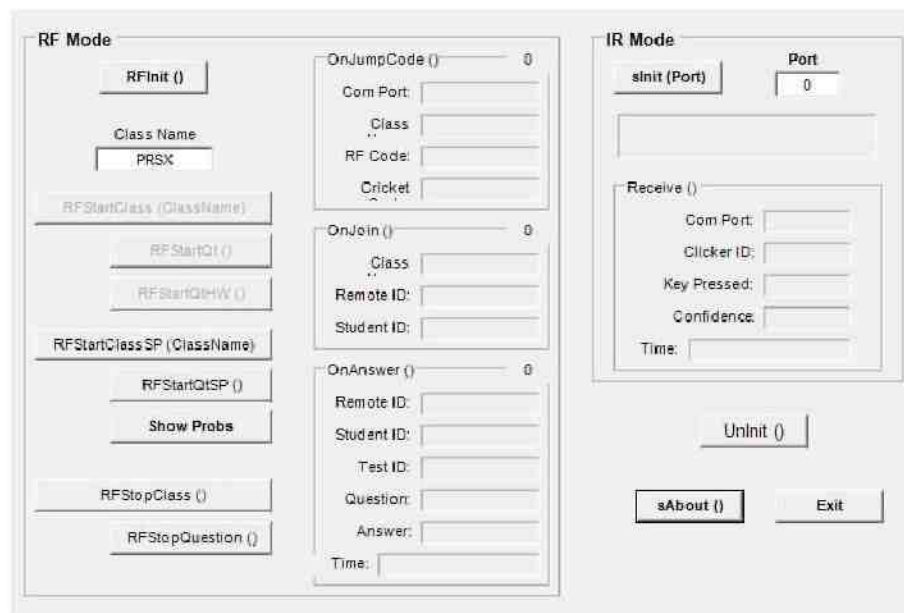 RF Mode
RFInit ()
Class Name
PRSX
RFStartClass (ClassName)
RFStartQt ()
RFStartQtHW ()
RFStartClassSP (ClassName)
RFStartQtSP ()
Show Probs
RFStopClass ()
RFStopQuestion ()
OnJumpCode () 0
Com Port:
Class
RF Code:
Cricket
OnJoin () 0
Class
Remote ID:
Student ID:
OnAnswer () 0
Remote ID:
Student ID:
Test ID:
Question:
Answer:
Time:
IR Mode
sInit (Port)
Port
0
Receive ()
Com Port:
Clicker ID:
Key Pressed:
Confidence:
Time:
UnInit ()
sAbout ()
Exit